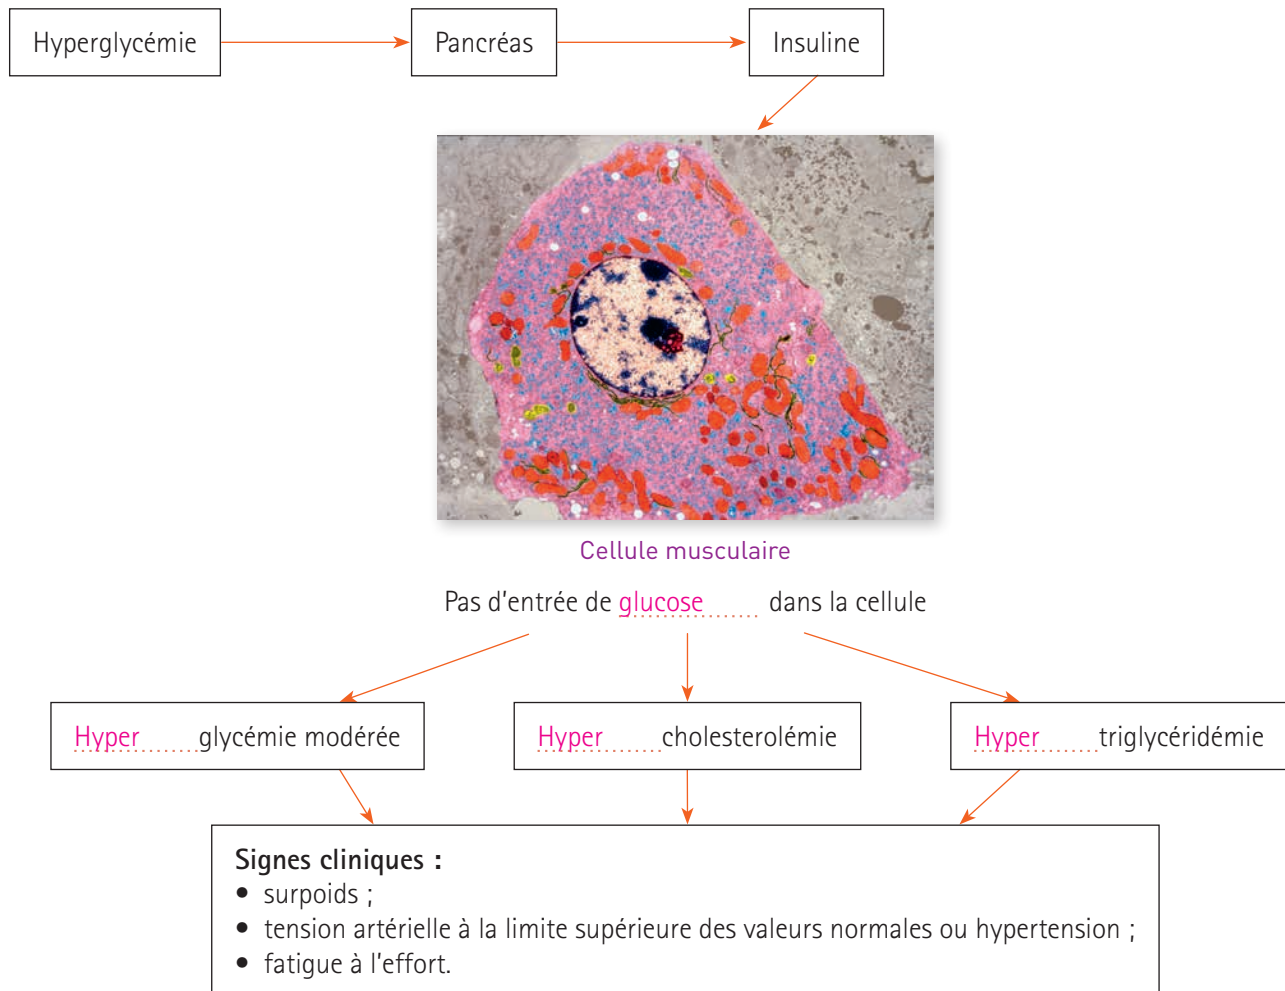 Hyperglycémie
Pancréas
Insuline
Cellule musculaire
Pas d'entrée de glucose dans la cellule
Hyper glycémie modérée
Hyper cholesterolémie
Hyper triglycéridémie
Signes cliniques :
• surpoids ;
• tension artérielle à la limite supérieure des valeurs normales ou hypertension ;
• fatigue à l'effort.